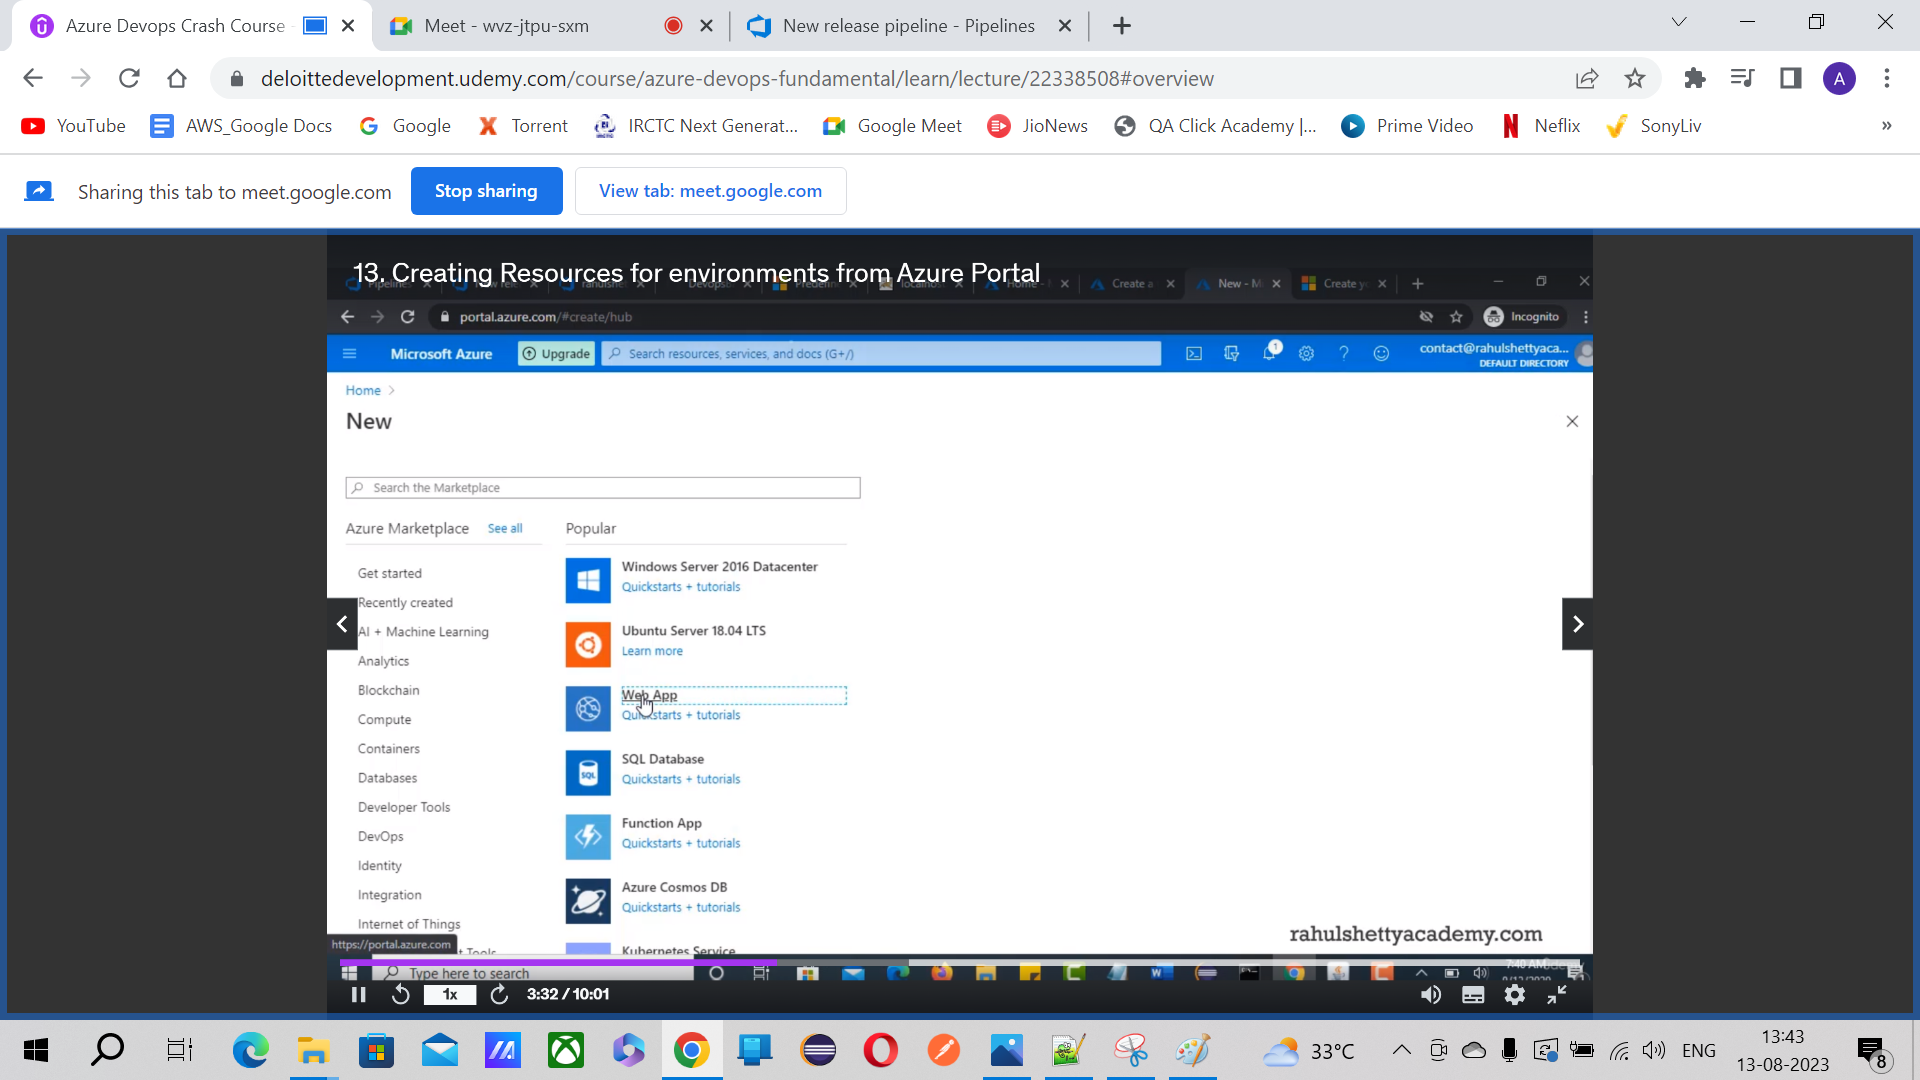 Azure Devops Crash Course
Meet - wvz-jtpu-sxm
New release pipeline - Pipelines
deloittedevelopment.udemy.com/course/azure-devops-fundamental/learn/lecture/22338508#overview
A
YouTube AWS_Google Docs Google Torrent IRCTC Next Generat... Google Meet JioNews QA Click Academy |... Prime Video Neflix SonyLiv »
Sharing this tab to meet.google.com Stop sharing View tab: meet.google.com
13. Creating Resources for environments from Azure Portal
Create a New - M Create y
portal.azure.com/#create/hub Incognito
Microsoft Azure Upgrade Search resources, services, and docs (G+/) 1 contact@rahulshettyaca...
DEFAULT DIRECTORY
Home >
New
Search the Marketplace
Azure Marketplace See all Popular
Get started
Recently created
AI + Machine Learning
Analytics
Blockchain
Compute
Containers
Databases
Developer Tools
DevOps
Identity
Integration
Internet of Things
Windows Server 2016 Datacenter
Quickstarts + tutorials
Ubuntu Server 18.04 LTS
Learn more
Web App
Quickstarts + tutorials
SQL Database
Quickstarts + tutorials
SQL
Function App
Quickstarts + tutorials
Azure Cosmos DB
Quickstarts + tutorials
Kubernetes Service
rahulshettyacademy.com
https://portal.azure.com
Type here to search 7:40 AM
1x 3:32 / 10:01
33°C ENG 13:43
13-08-2023
8